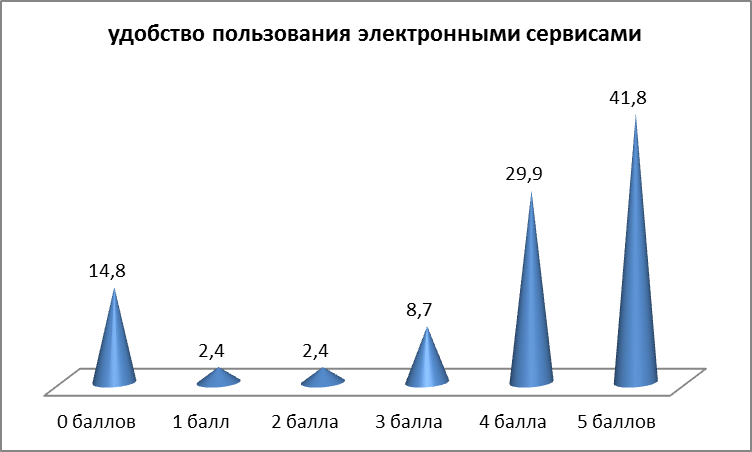 удобство пользования электронными сервисами
41,8
29,9
14,8
8,7
2,4
2,4
0 баллов
1 балл
2 балла
3 балла
4 балла
5 баллов